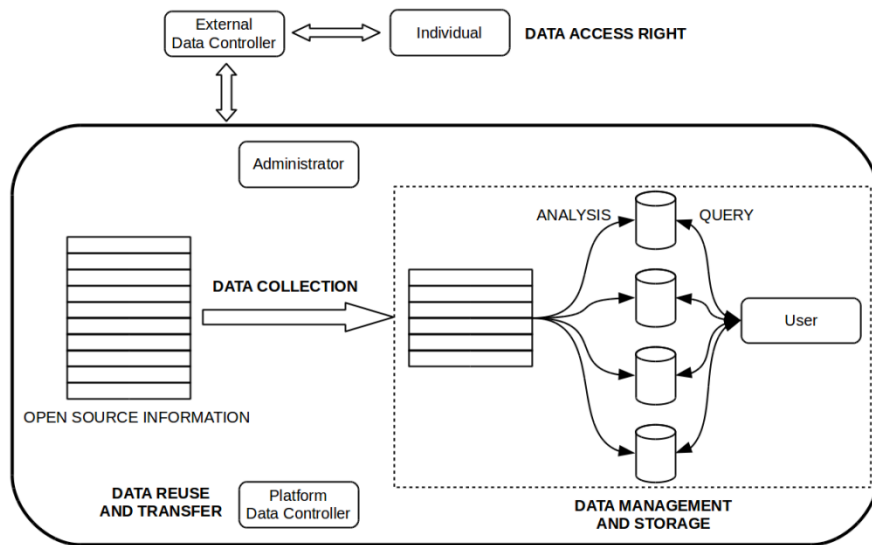 External
Data Controller
Individual
DATA ACCESS RIGHT
Administrator
ANALYSIS
QUERY
DATA COLLECTION
User
OPEN SOURCE INFORMATION
DATA REUSE
AND TRANSFER
Platform
Data Controller
DATA MANAGEMENT
AND STORAGE